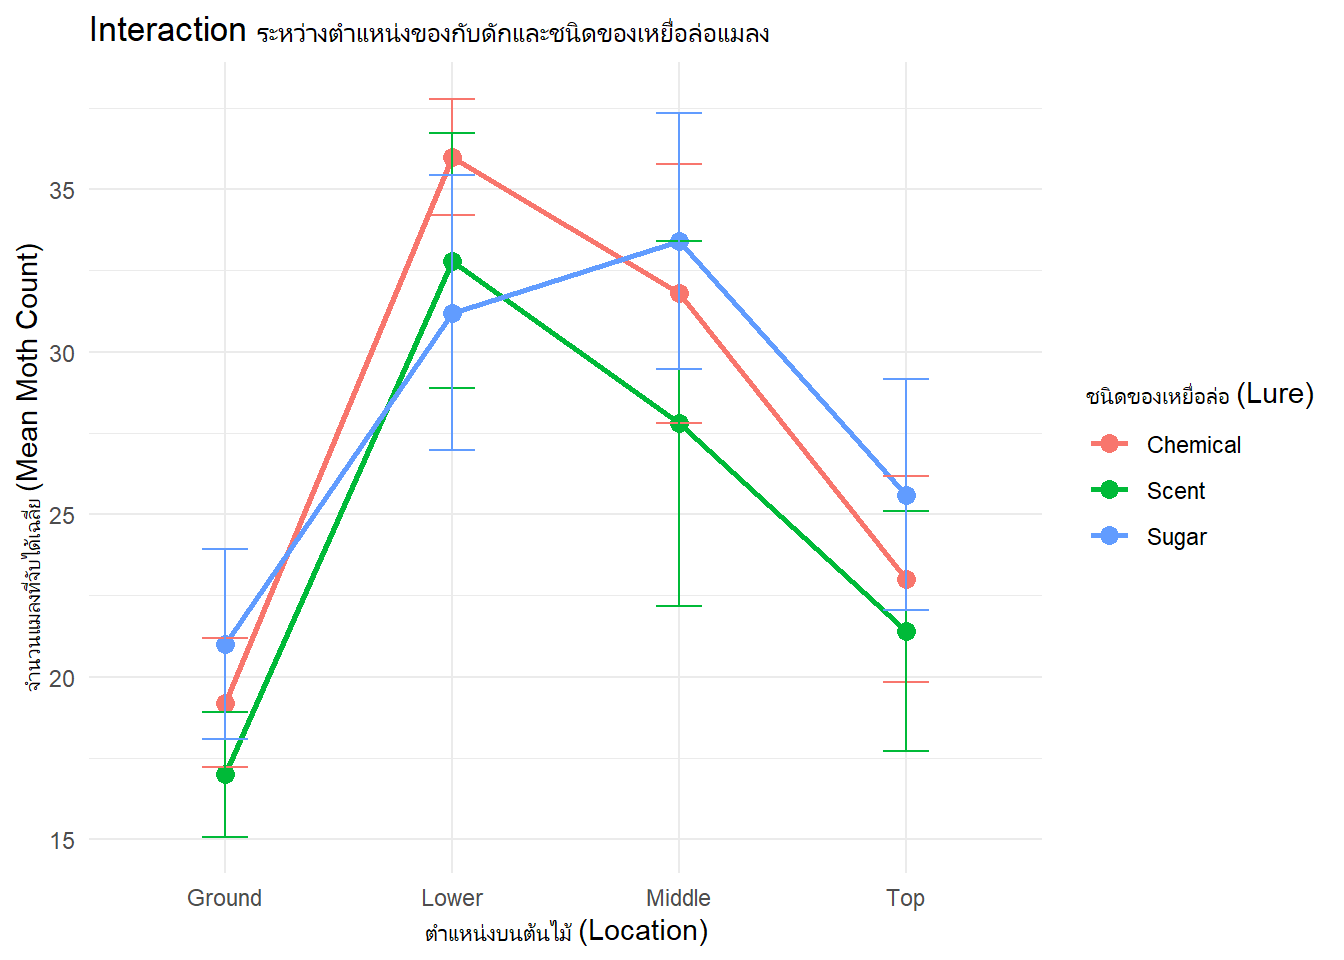 Interaction ระหว่างตำแหน่งของกับดักและชนิดของเหยื่อล่อแมลง
จำนวนแมลงที่จับได้เฉลี่ย (Mean Moth Count)
35
30
25
20
15
Ground Lower Middle Top
ตำแหน่งบนต้นไม้ (Location)
ชนิดของเหยื่อล่อ (Lure)
Chemical
Scent
Sugar